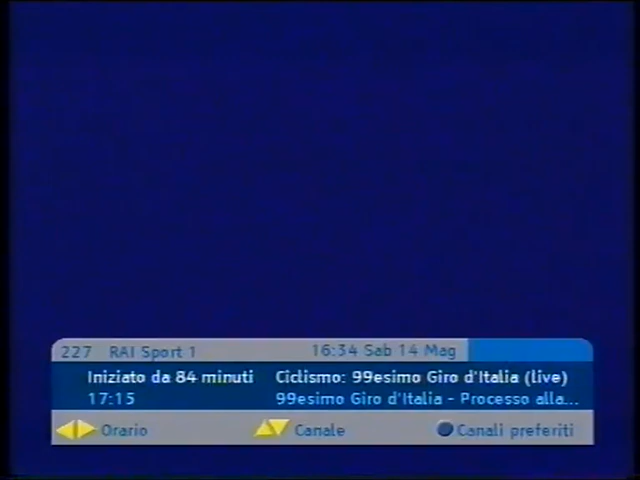 227 RAI Sport 1 16:34 Sab 14 Mag
Iniziato da 84 minuti Ciclismo: 99esimo Giro d'Italia (live)
17:15 99esimo Giro d'Italia - Processo alla...
Orario Canale Canali preferiti